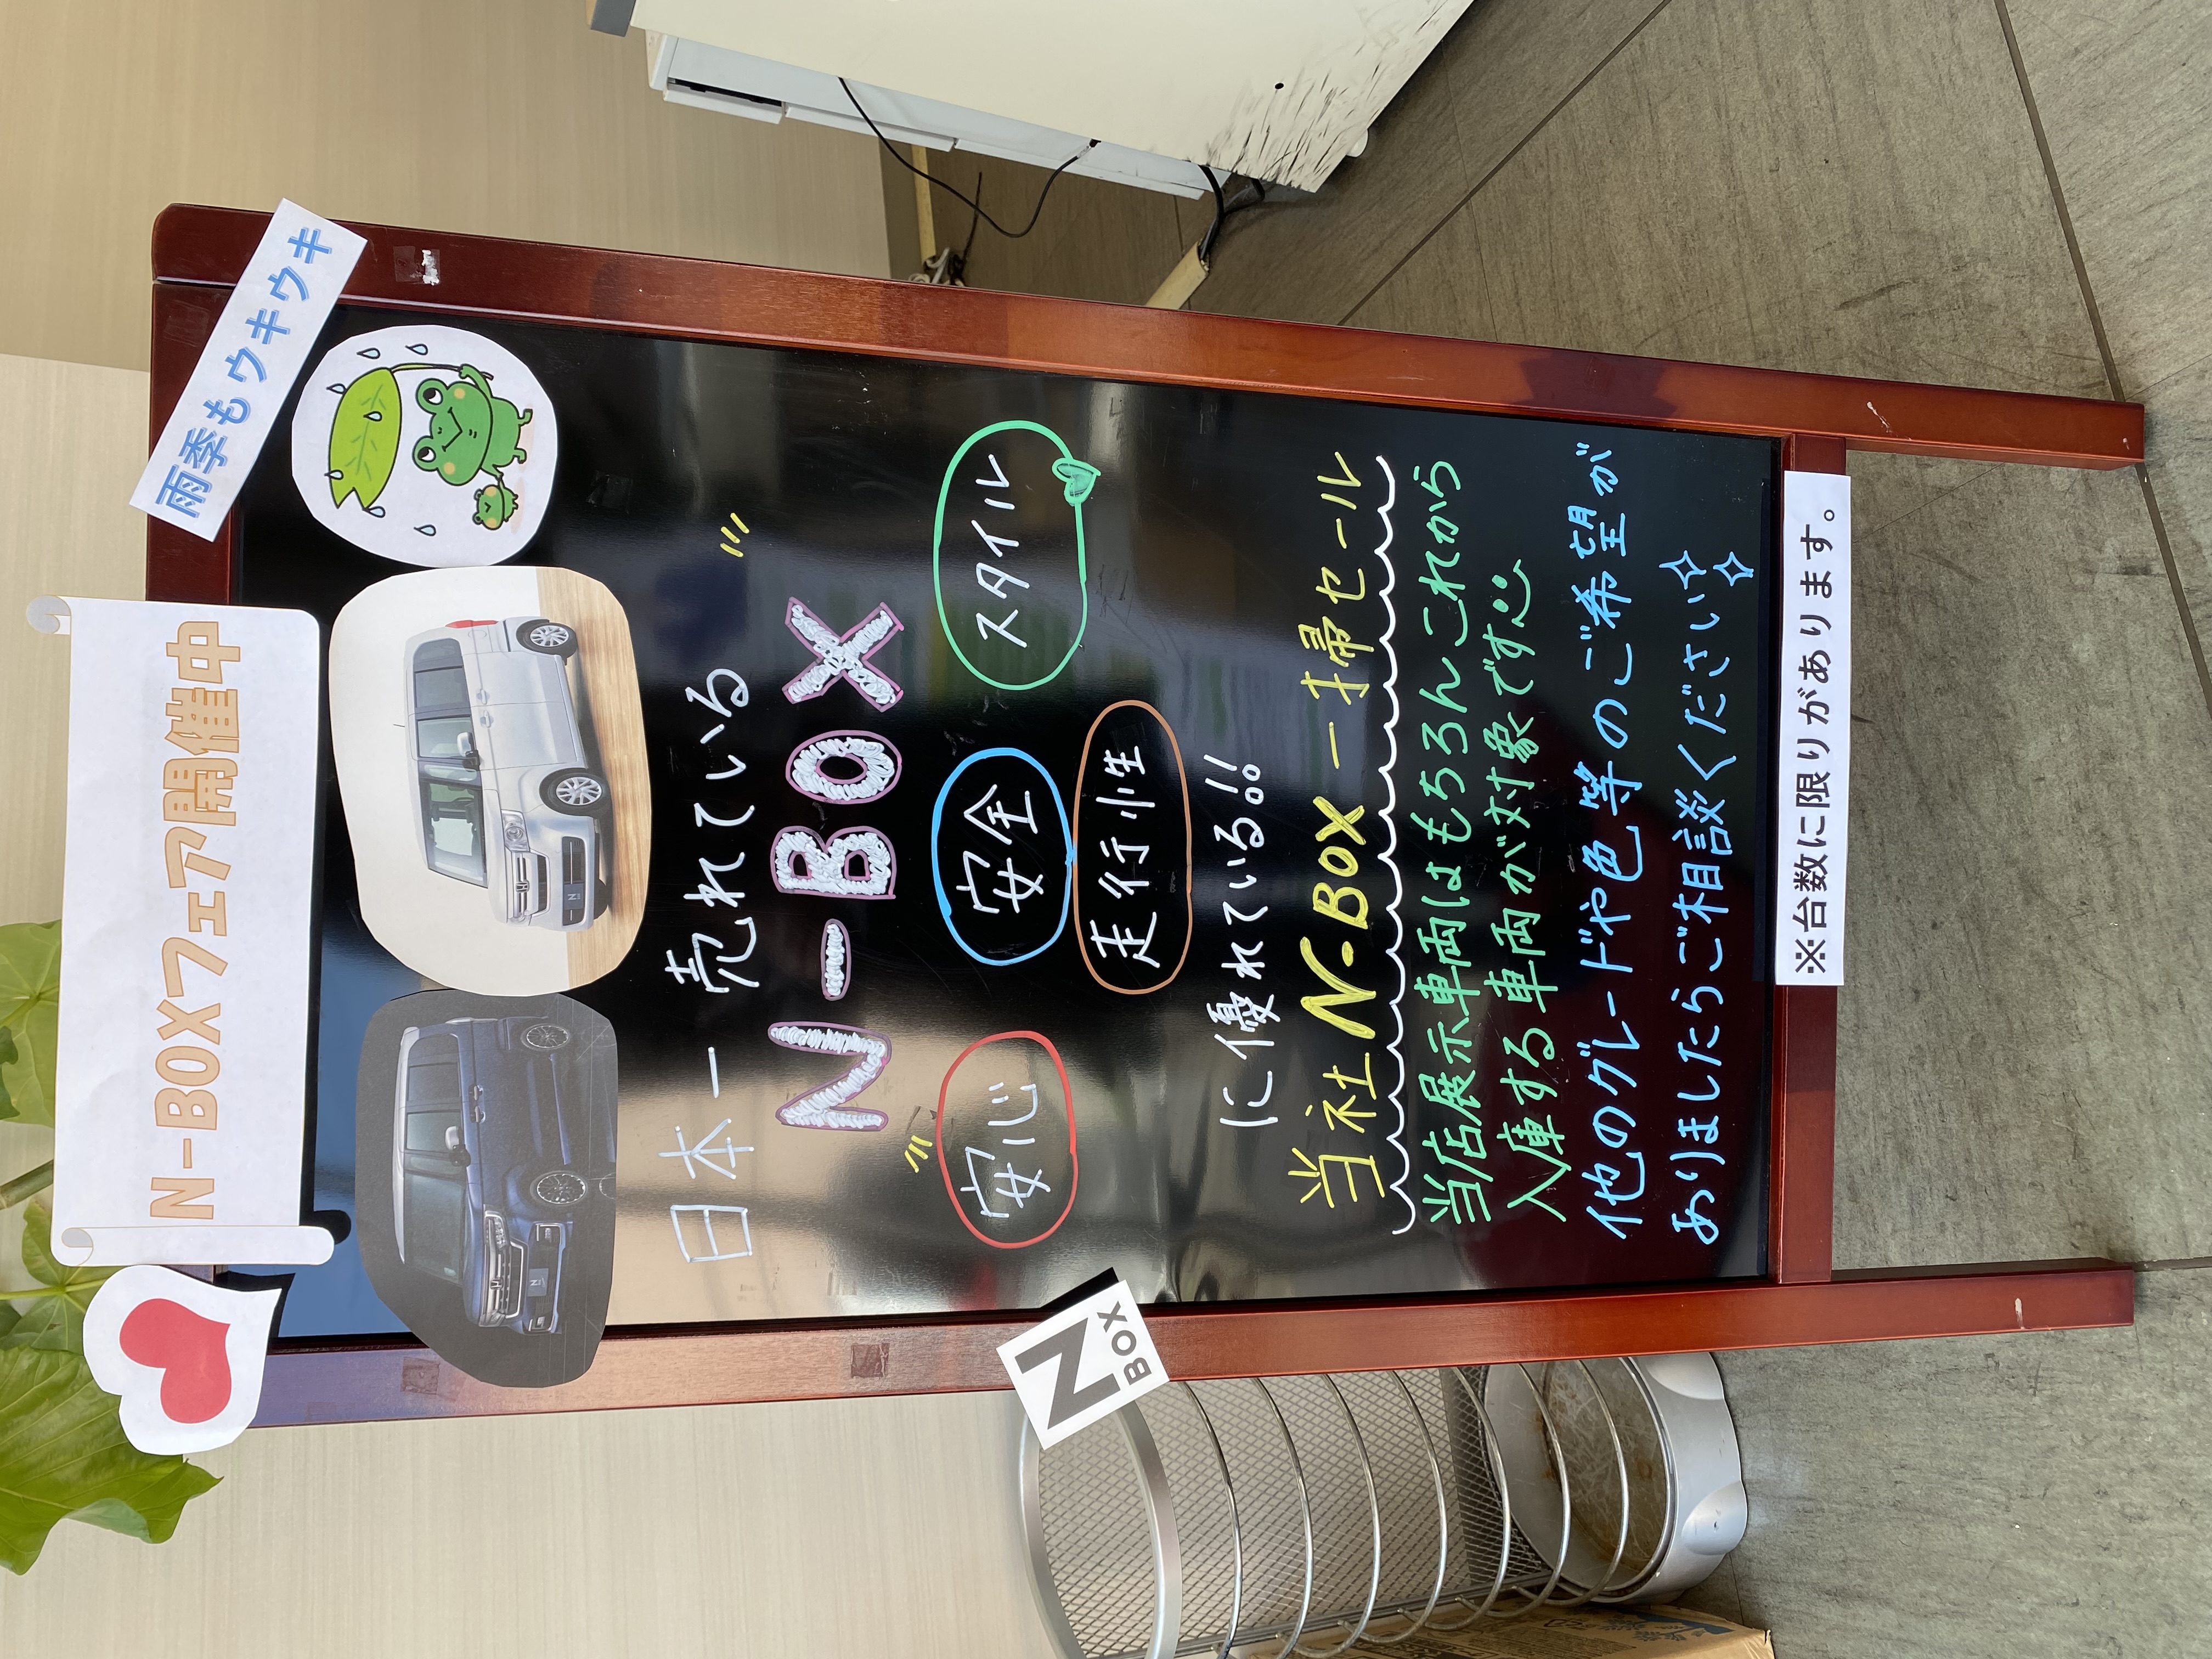 雨季もウキウキ
N-BOXフェア開催中
日本一売れている
N-BOX
安心
安全
スタイル
走行性
に優れている!!
N
BOX
当社N-BOX一掃セール
当店展示車両はもちろんこれから
入庫する車両が対象です
他のグレードや色等のご希望が
ありましたらご相談ください
※台数に限りがあります。